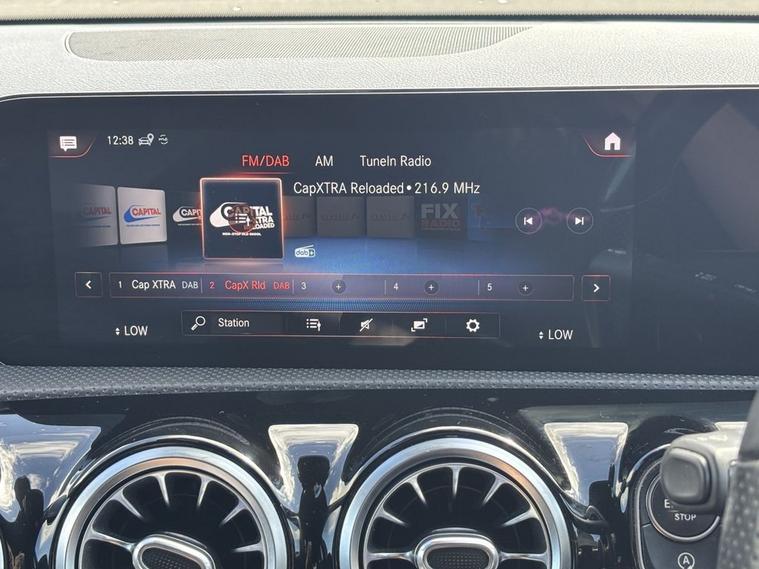 12:38
FM/DAB AM TuneIn Radio
CapXTRA Reloaded • 216.9 MHz
CAPITAL CAPITAL CAPITAL
XTRA
RELOADED
FIX
RADIO
dab+
1 Cap XTRA DAB 2 CapX Rld DAB 3 + 4 + 5 +
LOW Station LOW
STOP
A